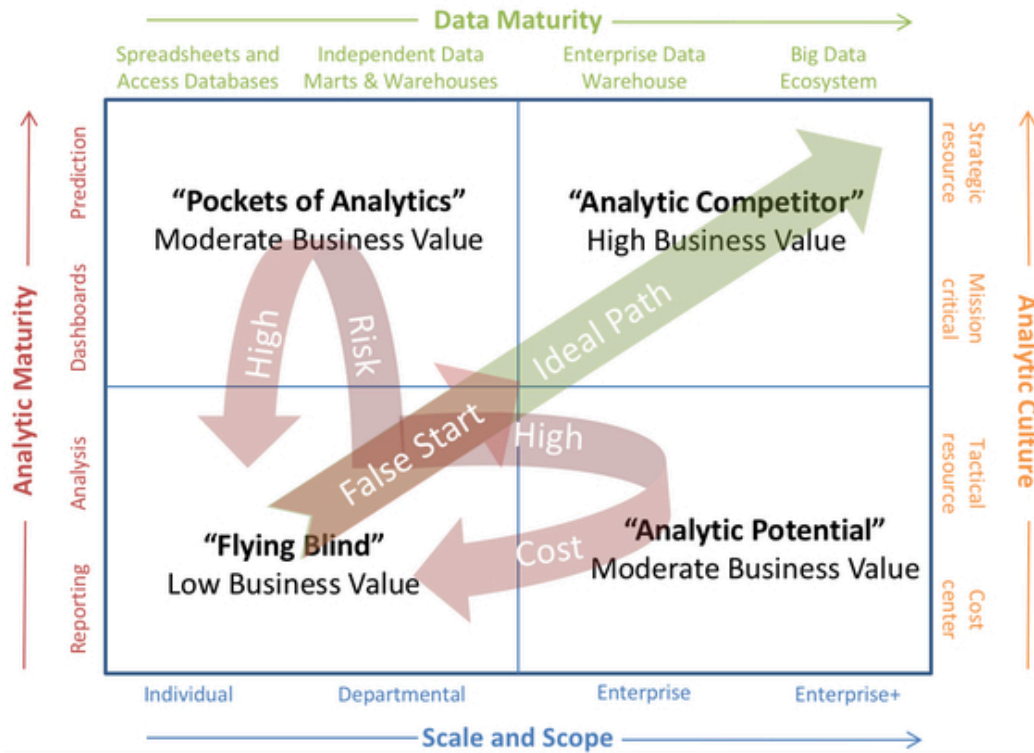 Data Maturity
Spreadsheets and
Access Databases
Independent Data
Marts & Warehouses
Enterprise Data
Warehouse
Big Data
Ecosystem
Analytic Maturity
Prediction
Dashboards
Analysis
Reporting
“Pockets of Analytics”
Moderate Business Value
“Analytic Competitor”
High Business Value
High
Risk
Ideal Path
False Start
High
Cost
“Flying Blind”
Low Business Value
“Analytic Potential”
Moderate Business Value
Strategic
resource
Mission
critical
Tactical
resource
Cost
center
Analytic Culture
Individual
Departmental
Enterprise
Enterprise+
Scale and Scope